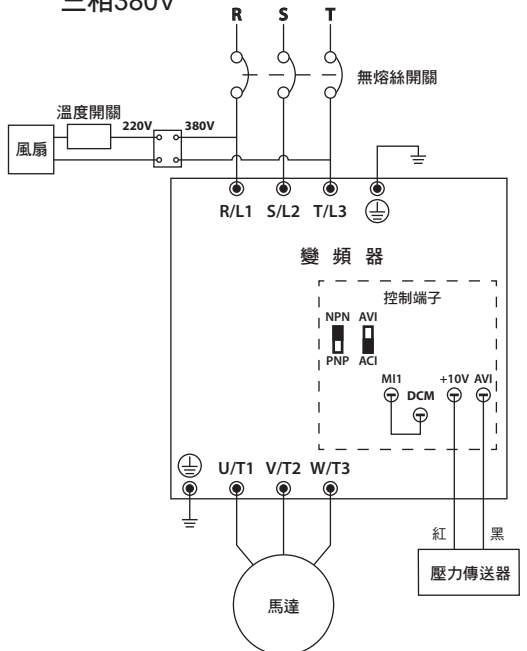 三相380V
R S T
無熔絲開關
溫度開關
220V 380V
風扇
R/L1 S/L2 T/L3
變 頻 器
控制端子
NPN AVI
PNP ACI
MI1 DCM +10V AVI
U/T1 V/T2 W/T3
紅 黑
壓力傳送器
馬達